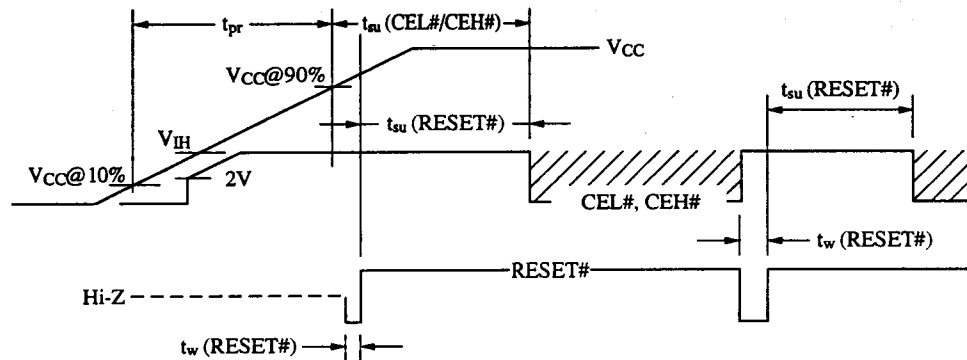 tpr
tsu (CEL#/CEH#)
VCC
VCC@90%
tsu (RESET#)
tsu (RESET#)
VIH
VCC@10%
2V
CEL#, CEH#
tw (RESET#)
RESET#
Hi-Z
tw (RESET#)